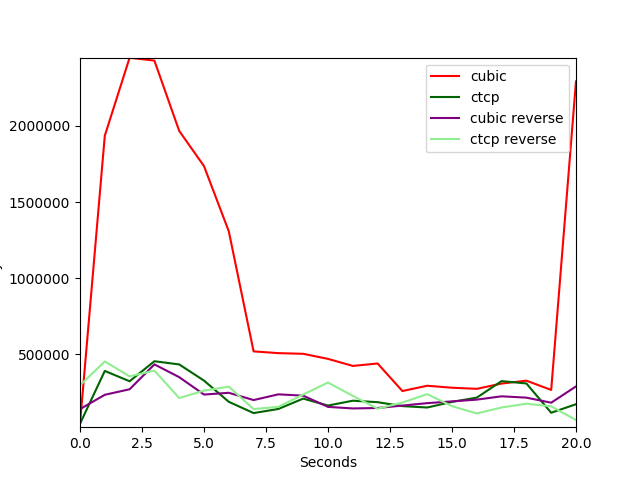 cubic
ctcp
cubic reverse
ctcp reverse
2000000
1500000
1000000
500000
0.0 2.5 5.0 7.5 10.0 12.5 15.0 17.5 20.0
Seconds